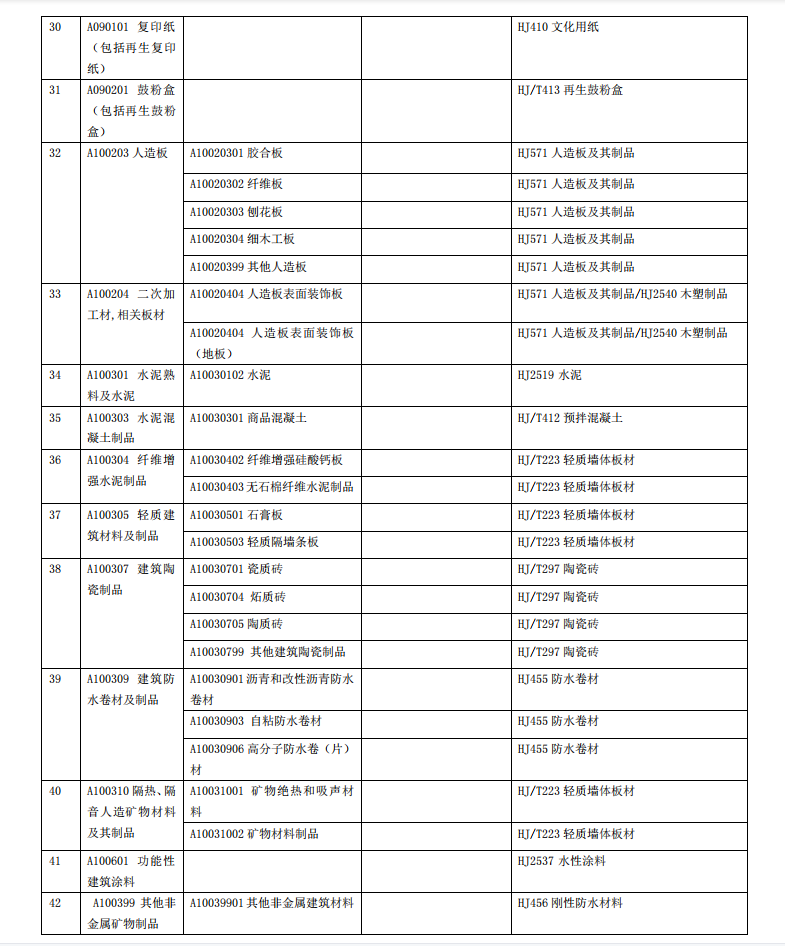 30 A090101 复印纸 HJ410 文化用纸
（包括再生复印
纸）
31 A090201 鼓粉盒 HJ/T413 再生鼓粉盒
（包括再生鼓粉
盒）
32 A100203 人造板 A10020301 胶合板 HJ571 人造板及其制品
A10020302 纤维板 HJ571 人造板及其制品
A10020303 刨花板 HJ571 人造板及其制品
A10020304 细木工板 HJ571 人造板及其制品
A10020399 其他人造板 HJ571 人造板及其制品
33 A100204 二次加 A10020404 人造板表面装饰板 HJ571 人造板及其制品/HJ2540 木塑制品
工材,相关板材
A10020404 人造板表面装饰板 HJ571 人造板及其制品/HJ2540 木塑制品
（地板）
34 A100301 水泥熟 A10030102 水泥 HJ2519 水泥
料及水泥
35 A100303 水泥混 A10030301 商品混凝土 HJ/T412 预拌混凝土
凝土制品
36 A100304 纤维增 A10030402 纤维增强硅酸钙板 HJ/T223 轻质墙体板材
强水泥制品
A10030403 无石棉纤维水泥制品 HJ/T223 轻质墙体板材
37 A100305 轻质建 A10030501 石膏板 HJ/T223 轻质墙体板材
筑材料及制品
A10030503 轻质隔墙条板 HJ/T223 轻质墙体板材
38 A100307 建筑陶 A10030701 瓷质砖 HJ/T297 陶瓷砖
瓷制品
A10030704 炻质砖 HJ/T297 陶瓷砖
A10030705 陶质砖 HJ/T297 陶瓷砖
A10030799 其他建筑陶瓷制品 HJ/T297 陶瓷砖
39 A100309 建筑防 A10030901 沥青和改性沥青防水 HJ455 防水卷材
水卷材及制品 卷材
A10030903 自粘防水卷材 HJ455 防水卷材
A10030906 高分子防水卷（片） HJ455 防水卷材
材
40 A100310 隔热、隔 A10031001 矿物绝热和吸声材 HJ/T223 轻质墙体板材
音人造矿物材料 料
及其制品 A10031002 矿物材料制品 HJ/T223 轻质墙体板材
41 A100601 功能性 HJ2537 水性涂料
建筑涂料
42 A100399 其他非 A10039901 其他非金属建筑材料 HJ456 刚性防水材料
金属矿物制品